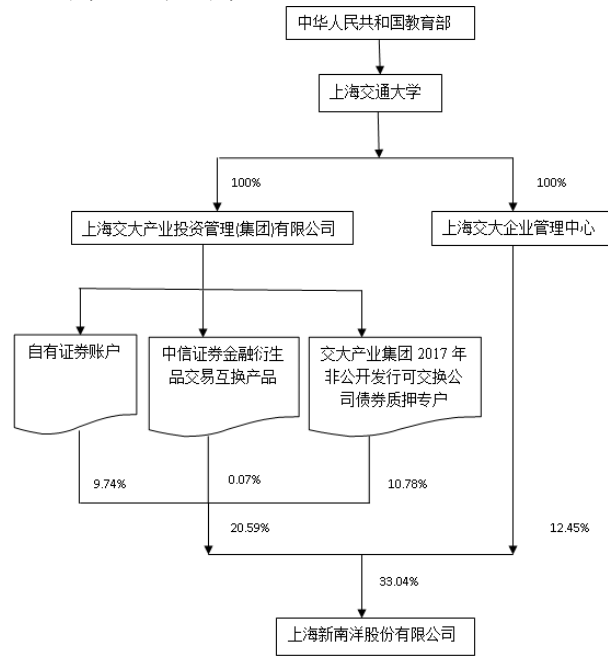 中华人民共和国教育部
上海交通大学
100%
100%
上海交大产业投资管理(集团)有限公司
上海交大企业管理中心
自有证券账户
中信证券金融衍生
品交易互换产品
交大产业集团 2017 年
非公开发行可交换公
司债券质押专户
9.74%
0.07%
10.78%
20.59%
12.45%
33.04%
上海新南洋股份有限公司